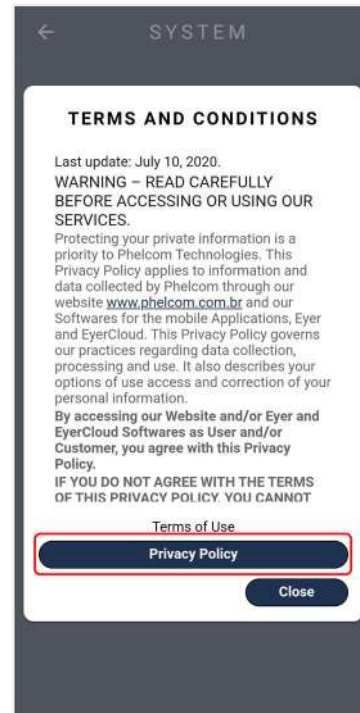 SYSTEM
TERMS AND CONDITIONS
Last update: July 10, 2020.
WARNING – READ CAREFULLY
BEFORE ACCESSING OR USING OUR
SERVICES.
Protecting your private information is a
priority to Phelcom Technologies. This
Privacy Policy applies to information and
data collected by Phelcom through our
website www.phelcom.com.br and our
Softwares for the mobile Applications, Eyer
and EyerCloud. This Privacy Policy governs
our practices regarding data collection,
processing and use. It also describes your
options of use access and correction of your
personal information.
By accessing our Website and/or Eyer and
EyerCloud Softwares as User and/or
Customer, you agree with this Privacy
Policy.
IF YOU DO NOT AGREE WITH THE TERMS
OF THIS PRIVACY POLICY, YOU CANNOT
Terms of Use
Privacy Policy
Close